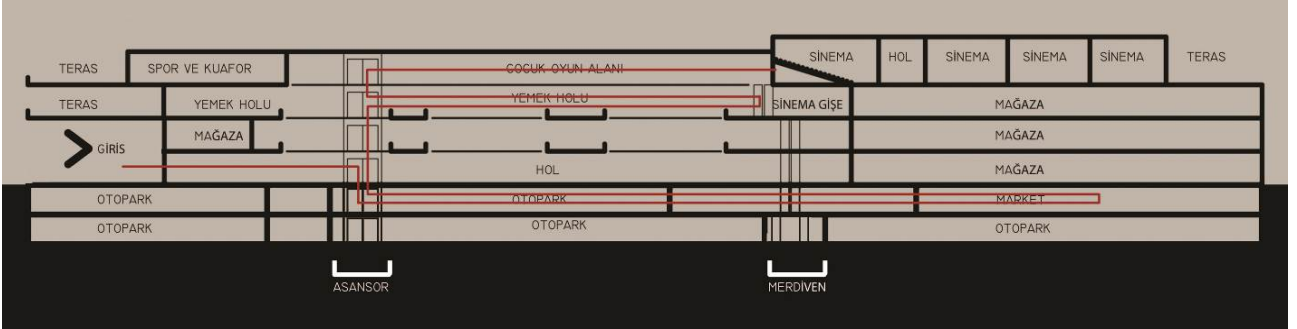 SİNEMA HOL SİNEMA SİNEMA SİNEMA TERAS
TERAS SPOR VE KUAFOR COCUK OYUN ALANI
TERAS YEMEK HOLU YEMEK HOLU SİNEMA GİŞE MAĞAZA
MAĞAZA MAĞAZA
GİRİS
HOL MAĞAZA
OTOPARK OTOPARK MARKET
OTOPARK OTOPARK OTOPARK
ASANSOR MERDİVEN